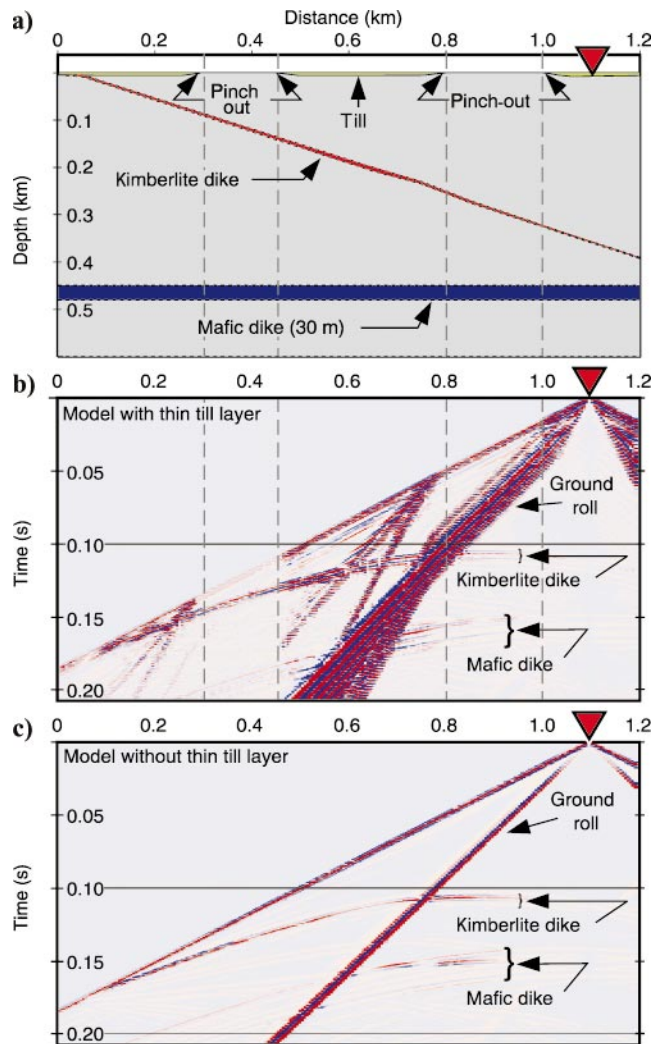 a)
Distance (km)
0 0.2 0.4 0.6 0.8 1.0 1.2
Depth (km)
0.1
0.2
0.3
0.4
0.5
Pinch
out
Till
Pinch-out
Kimberlite dike
Mafic dike (30 m)
b)
0 0.2 0.4 0.6 0.8 1.0 1.2
Model with thin till layer
Time (s)
0.05
0.10
0.15
0.20
Ground
roll
Kimberlite dike
Mafic dike
c)
0 0.2 0.4 0.6 0.8 1.0 1.2
Model without thin till layer
Time (s)
0.05
0.10
0.15
0.20
Ground
roll
Kimberlite dike
Mafic dike